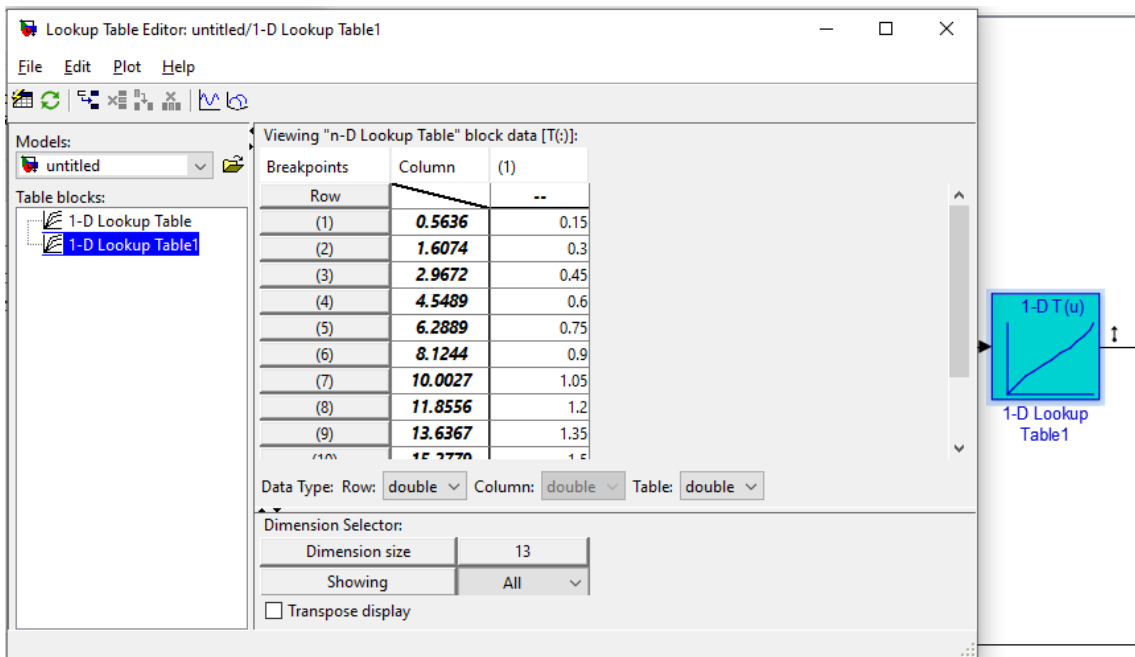 Lookup Table Editor: untitled/1-D Lookup Table1
File Edit Plot Help
Models:
untitled
Table blocks:
1-D Lookup Table
1-D Lookup Table1
Viewing "n-D Lookup Table" block data [T(:)]:
Breakpoints Column (1)
Row --
(1) 0.5636 0.15
(2) 1.6074 0.3
(3) 2.9672 0.45
(4) 4.5489 0.6
(5) 6.2889 0.75
(6) 8.1244 0.9
(7) 10.0027 1.05
(8) 11.8556 1.2
(9) 13.6367 1.35
(10) 15.2779 1.5
Data Type: Row: double Column: double Table: double
Dimension Selector:
Dimension size 13
Showing All
Transpose display
1-D T(u)
1-D Lookup
Table1